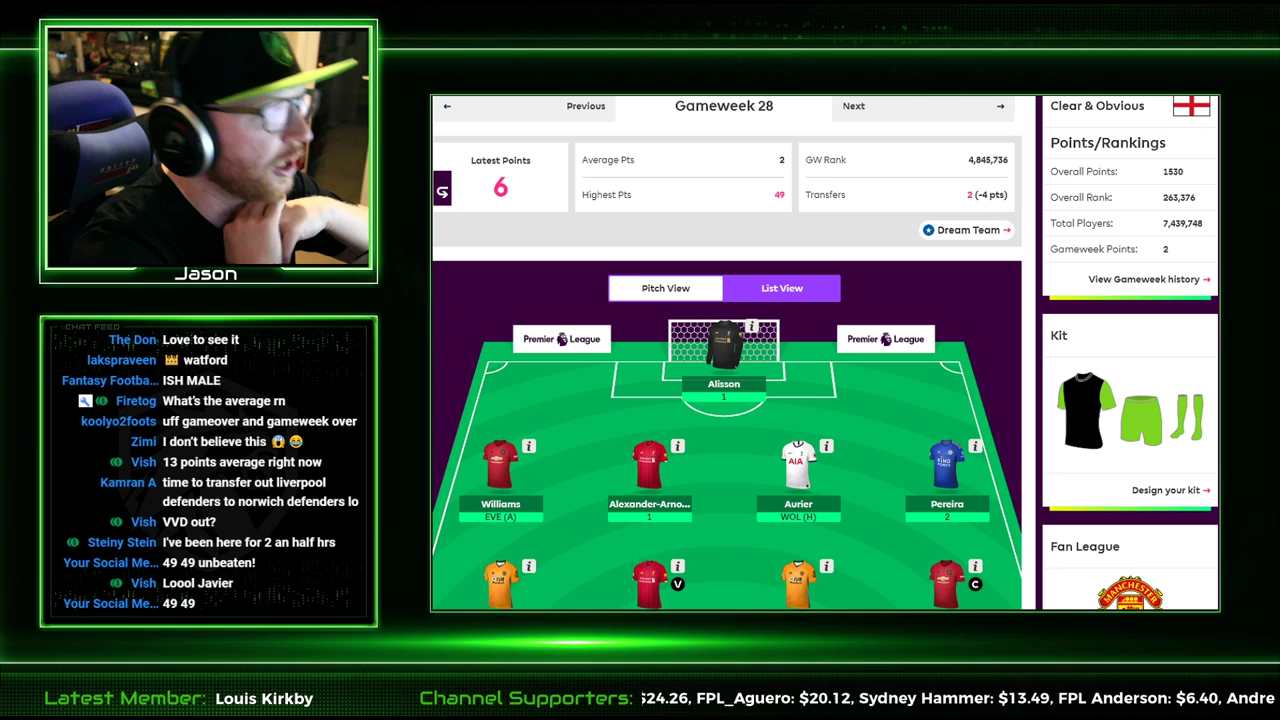 Jason
CHAT FEED
The Don Love to see it
lakspraveen 👑 watford
Fantasy Footba... ISH MALE
Firetog What's the average rn
koolyo2foots uff gameover and gameweek over
Zimi I don't believe this 😱 😂
Vish 13 points average right now
Kamran A time to transfer out liverpool
defenders to norwich defenders lo
Vish VVD out?
Steiny Stein I've been here for 2 an half hrs
Your Social Me... 49 49 unbeaten!
Vish Loool Javier
Your Social Me... 49 49
← Previous Gameweek 28 Next →
Latest Points
6
Average Pts 2
Highest Pts 49
GW Rank 4,845,736
Transfers 2 (-4 pts)
Dream Team →
Pitch View List View
Premier League
Premier League
Alisson
1
AIA
KING POWER
Williams Alexander-Arno... Aurier Pereira
EVE (A) 1 WOL (H) 2
V
C
Clear & Obvious
Points/Rankings
Overall Points: 1530
Overall Rank: 263,376
Total Players: 7,439,748
Gameweek Points: 2
View Gameweek history →
Kit
Design your kit →
Fan League
MANCHESTER
Latest Member: Louis Kirkby
Channel Supporters: $24.26, FPL_Aguero: $20.12, Sydney Hammer: $13.49, FPL Anderson: $6.40, Andre